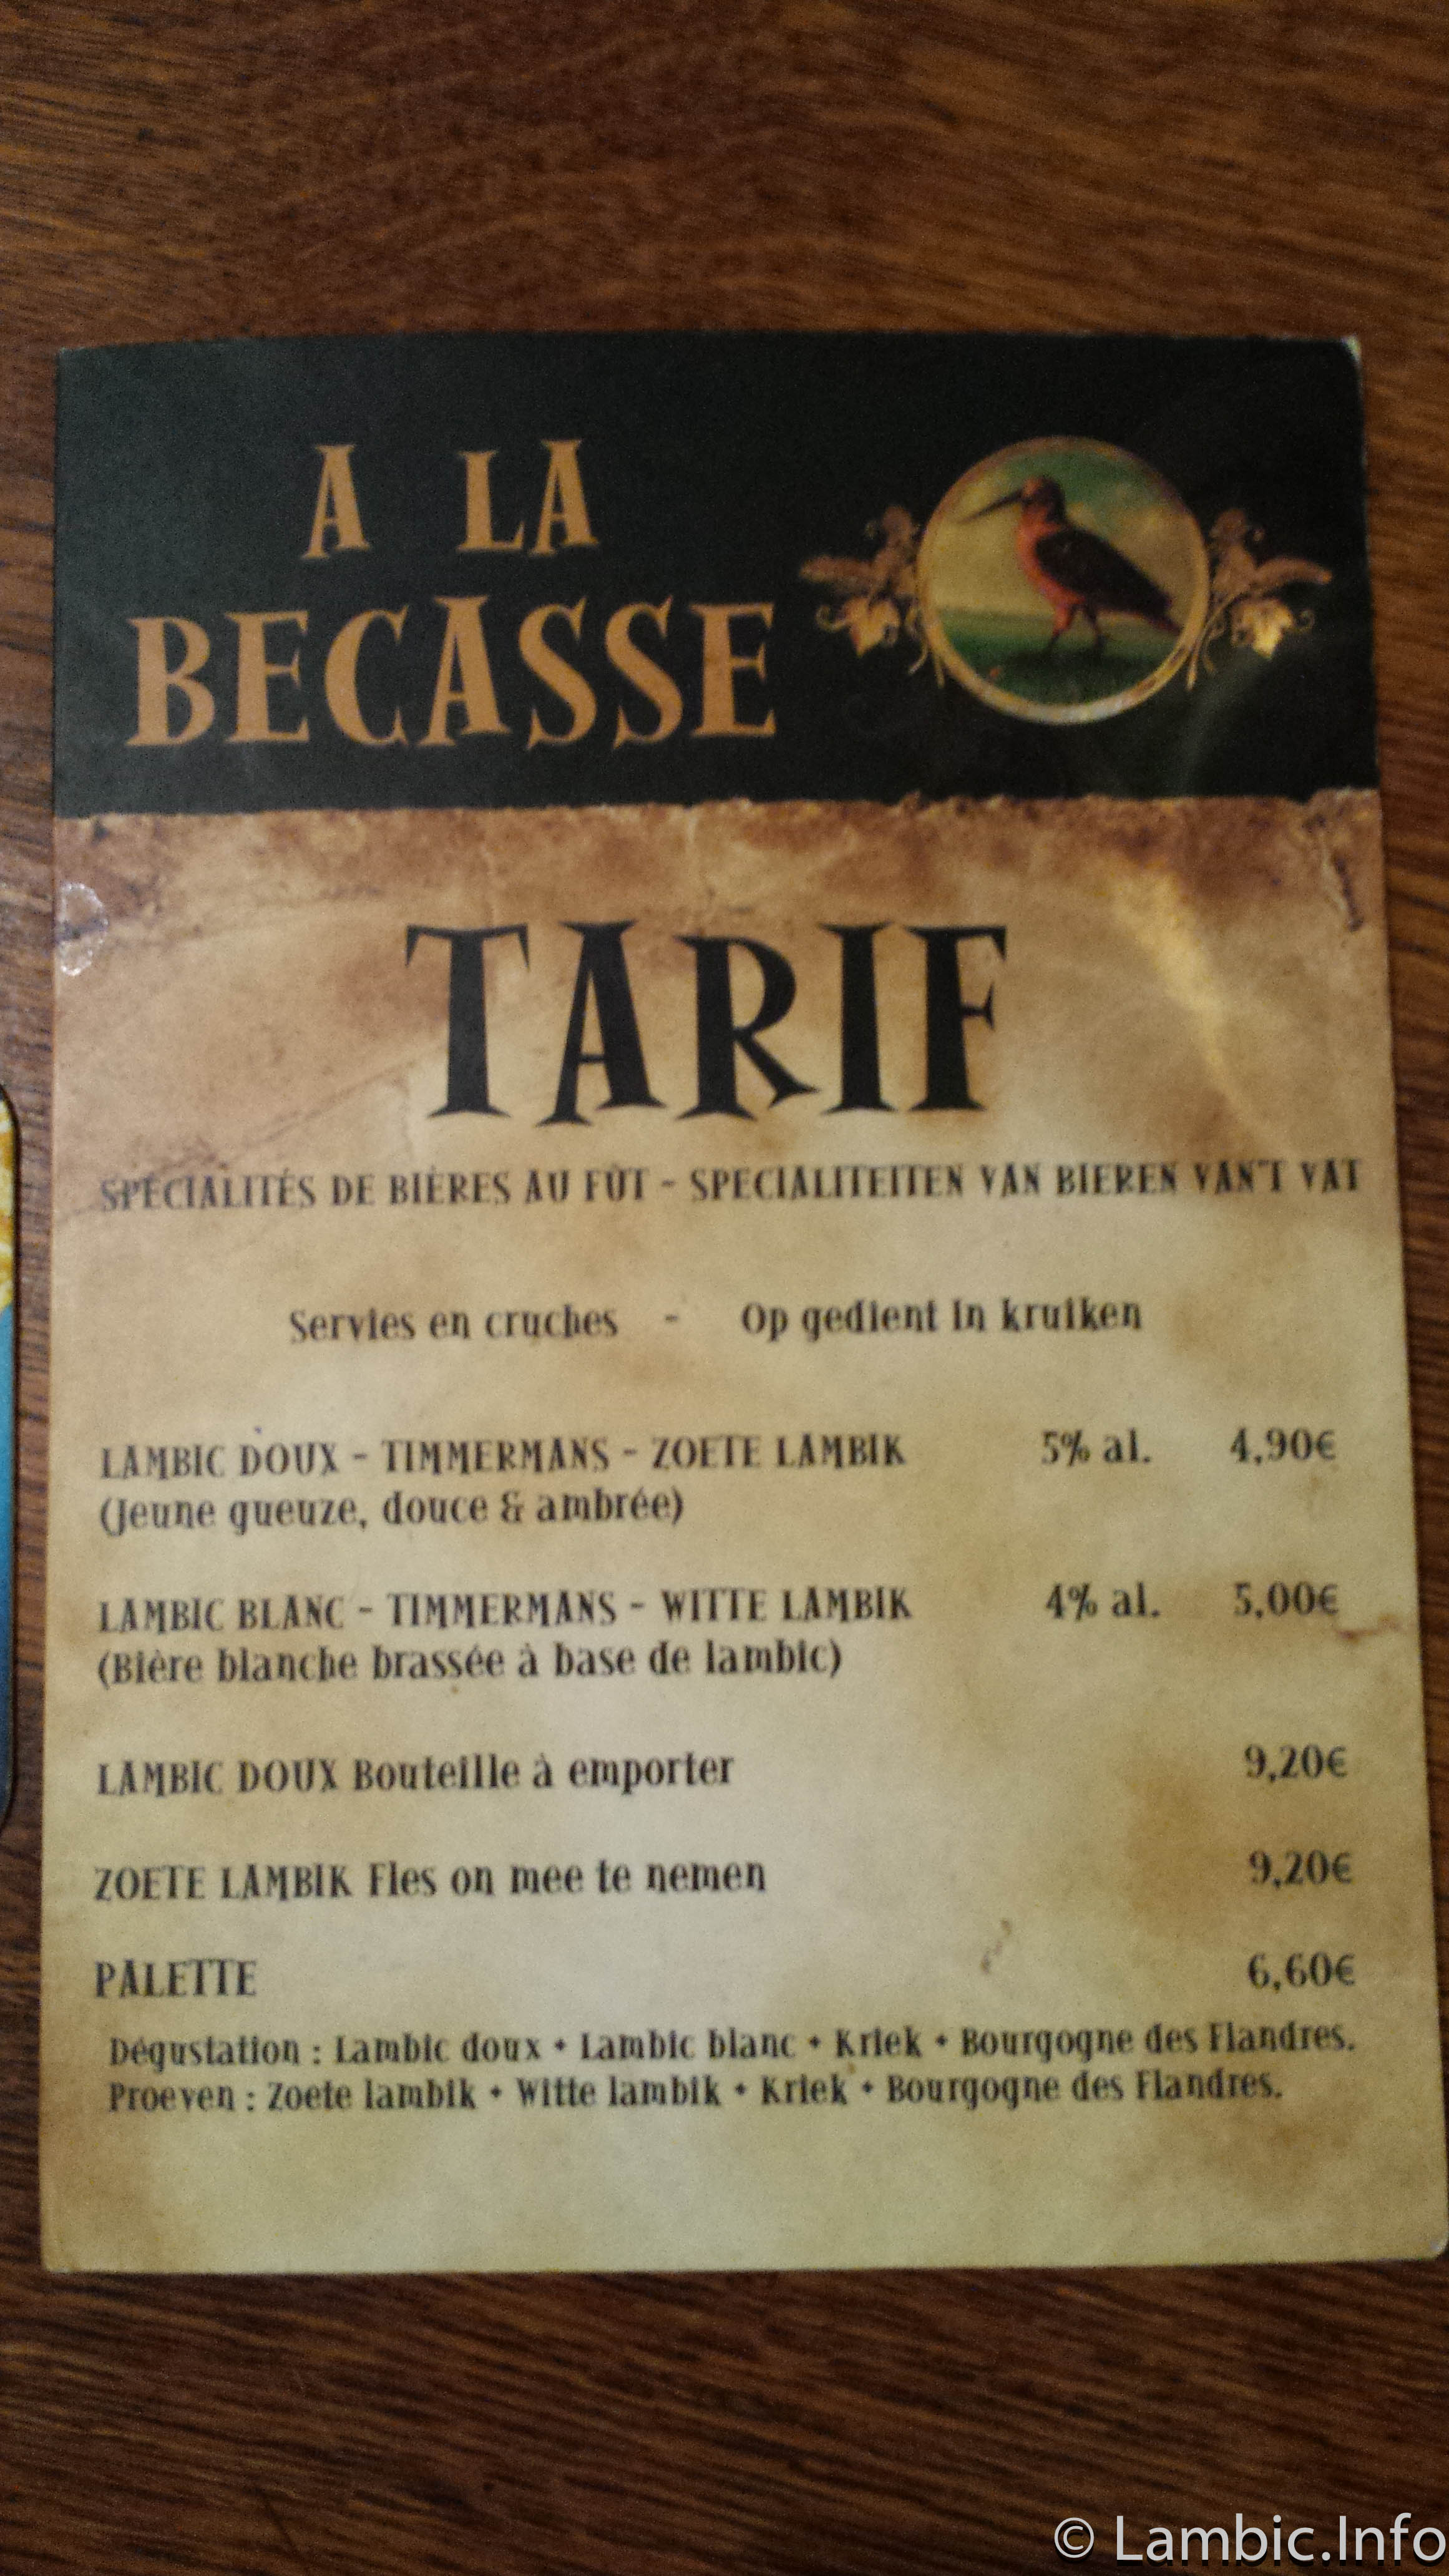 A LA
BECASSE
TARIF
SPÉCIALITÉS DE BIÈRES AU FÛT - SPECIALITEITEN VAN BIEREN VAN'T VAT
Servies en cruches - Op gedient in kruiken
LAMBIC DOUX - TIMMERMANS - ZOETE LAMBIK 5% al. 4,90€
(Jeune gueuze, douce & ambrée)
LAMBIC BLANC - TIMMERMANS - WITTE LAMBIK 4% al. 5,00€
(Bière blanche brassée à base de lambic)
LAMBIC DOUX Bouteille à emporter 9,20€
ZOETE LAMBIK Fles on mee te nemen 9,20€
PALETTE 6,60€
Dégustation : Lambic doux • Lambic blanc • Kriek • Bourgogne des Flandres.
Proeven : Zoete lambik • Witte lambik • Kriek • Bourgogne des Flandres.
© Lambic.Info